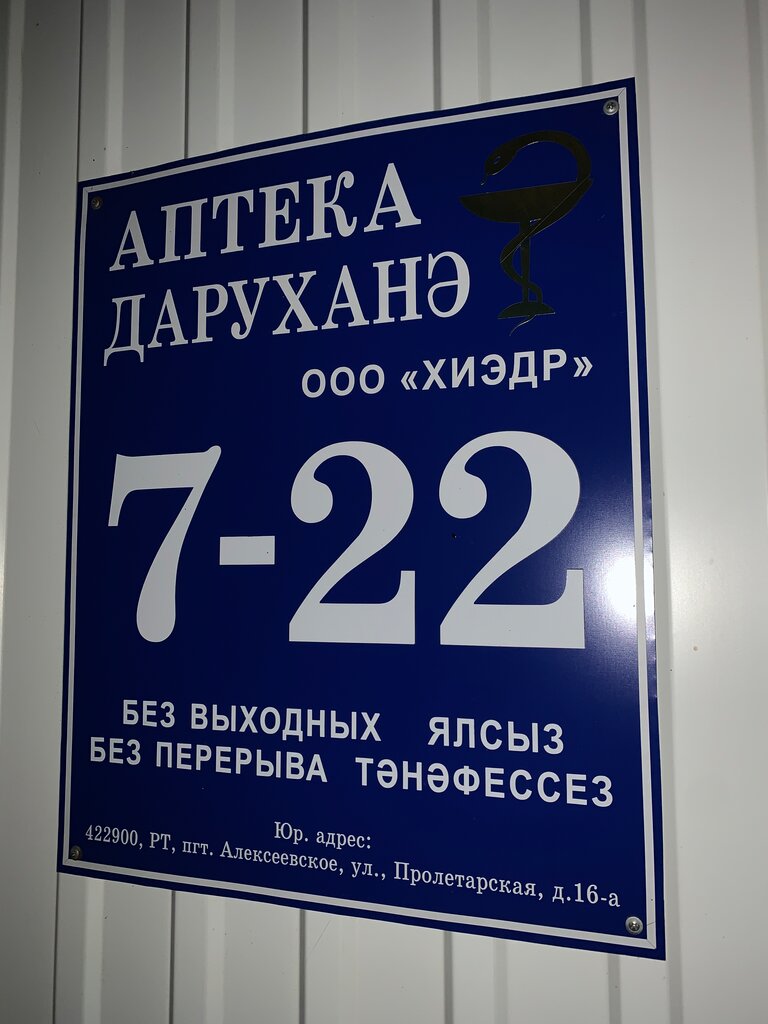 АПТЕКА
ДАРУХАНӘ
ООО «ХИЭДР»
7-22
БЕЗ ВЫХОДНЫХ ЯЛСЫЗ
БЕЗ ПЕРЕРЫВА ТӘНӘФЕССЕЗ
Юр. адрес:
422900, РТ, пгт. Алексеевское, ул., Пролетарская, д.16-а